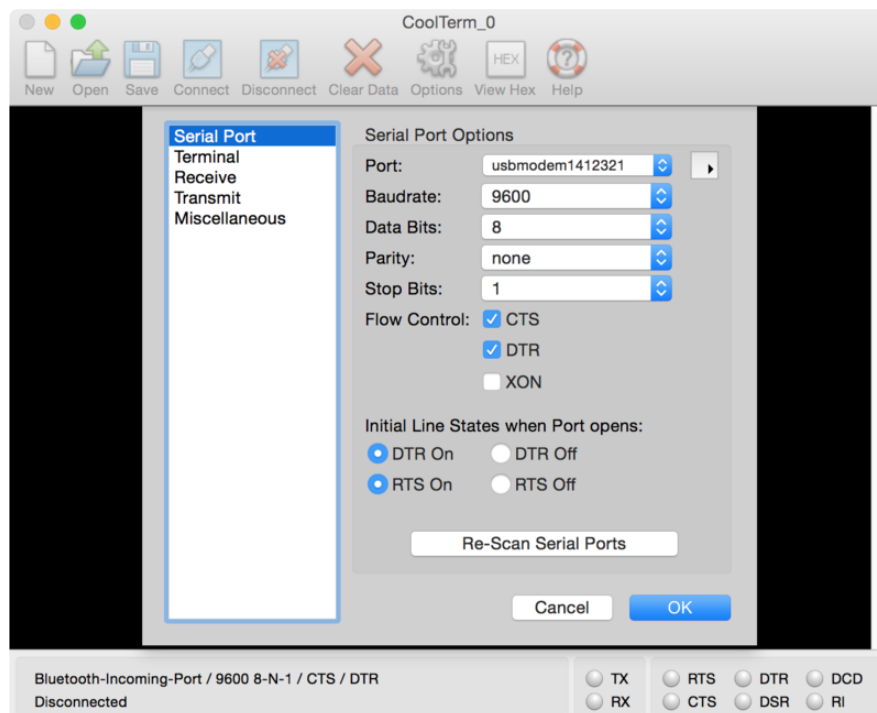 CoolTerm_0
New Open Save Connect Disconnect Clear Data Options View Hex Help
HEX
Serial Port
Terminal
Receive
Transmit
Miscellaneous
Serial Port Options
Port: usbmodem1412321
Baudrate: 9600
Data Bits: 8
Parity: none
Stop Bits: 1
Flow Control: CTS
DTR
XON
Initial Line States when Port opens:
DTR On DTR Off
RTS On RTS Off
Re-Scan Serial Ports
Cancel OK
Bluetooth-Incoming-Port / 9600 8-N-1 / CTS / DTR
Disconnected
TX RTS DTR DCD
RX CTS DSR RI